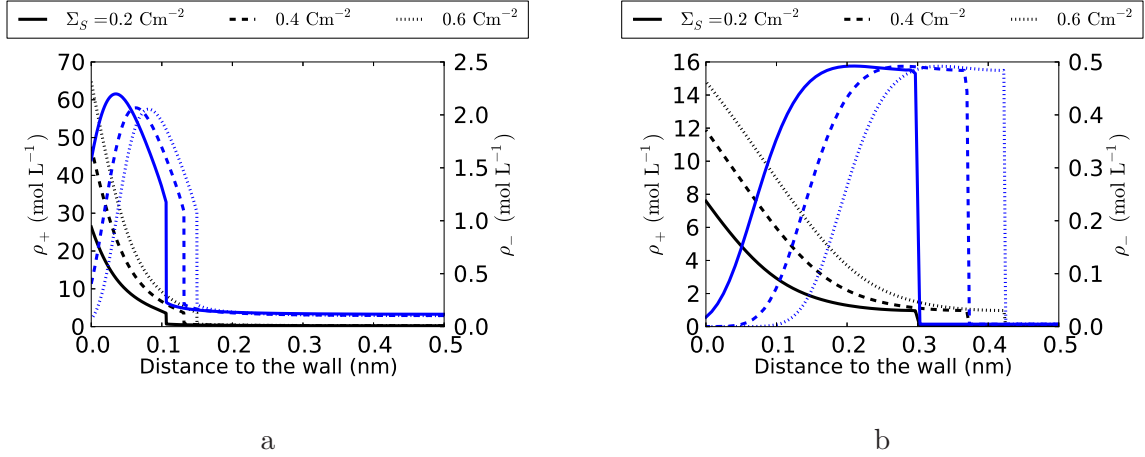 Σ_S =0.2 Cm⁻² 0.4 Cm⁻² 0.6 Cm⁻²
70
60
50
40
30
20
10
0
ρ₊ (mol L⁻¹)
2.5
2.0
1.5
1.0
0.5
0.0
ρ₋ (mol L⁻¹)
0.0 0.1 0.2 0.3 0.4 0.5
Distance to the wall (nm)
a
Σ_S =0.2 Cm⁻² 0.4 Cm⁻² 0.6 Cm⁻²
16
14
12
10
8
6
4
2
0
ρ₊ (mol L⁻¹)
0.5
0.4
0.3
0.2
0.1
0.0
ρ₋ (mol L⁻¹)
0.0 0.1 0.2 0.3 0.4 0.5
Distance to the wall (nm)
b